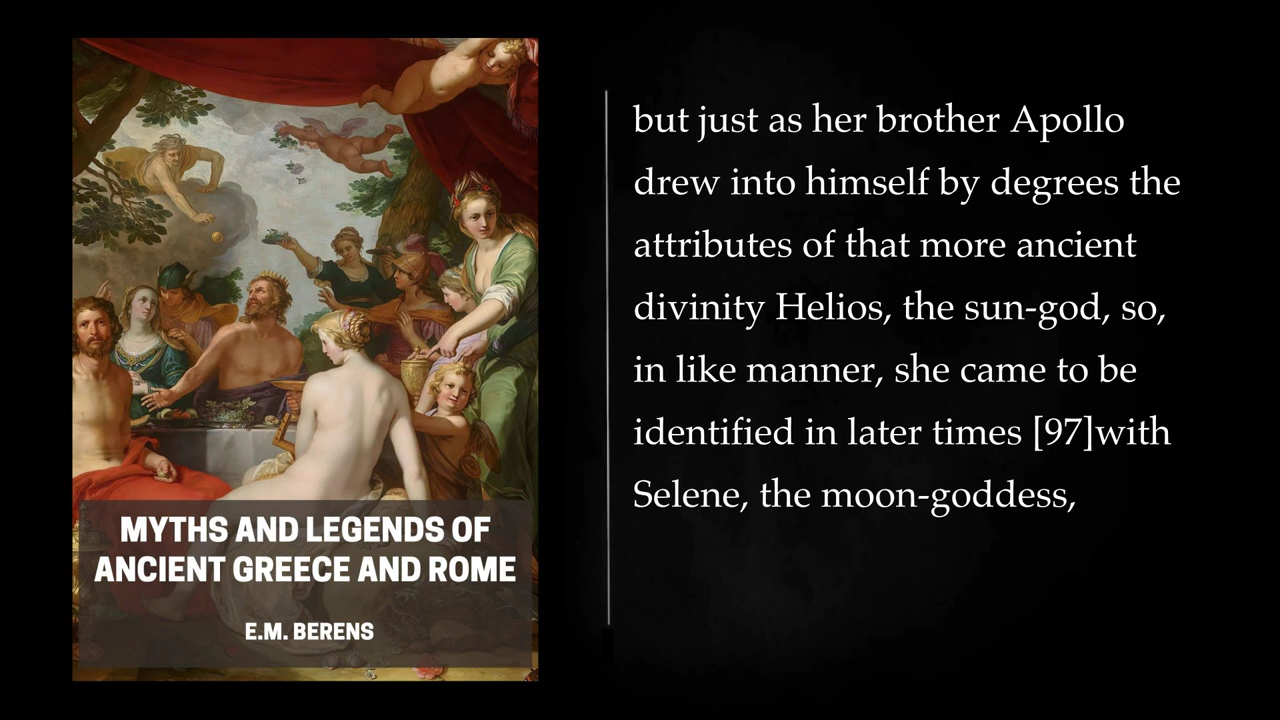 MYTHS AND LEGENDS OF
ANCIENT GREECE AND ROME
E.M. BERENS
but just as her brother Apollo
drew into himself by degrees the
attributes of that more ancient
divinity Helios, the sun-god, so,
in like manner, she came to be
identified in later times [97]with
Selene, the moon-goddess,